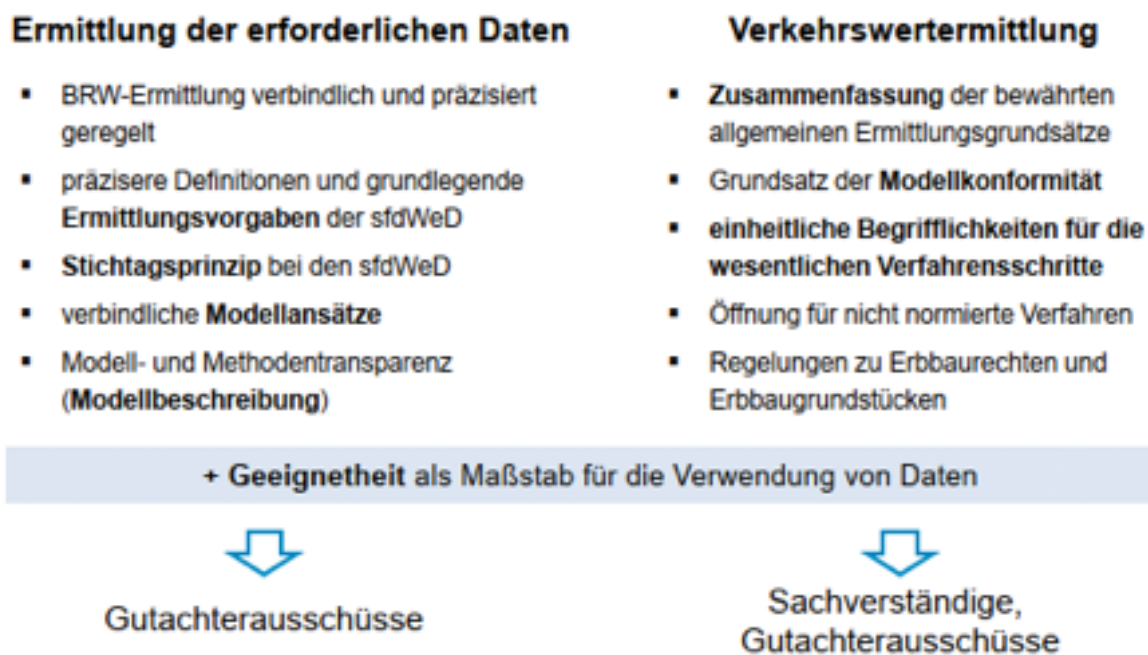 Ermittlung der erforderlichen Daten
▪ BRW-Ermittlung verbindlich und präzisiert
geregelt
▪ präzisere Definitionen und grundlegende
Ermittlungsvorgaben der sfdWeD
▪ Stichtagsprinzip bei den sfdWeD
▪ verbindliche Modellansätze
▪ Modell- und Methodentransparenz
(Modellbeschreibung)
Verkehrswertermittlung
▪ Zusammenfassung der bewährten
allgemeinen Ermittlungsgrundsätze
▪ Grundsatz der Modellkonformität
▪ einheitliche Begrifflichkeiten für die
wesentlichen Verfahrensschritte
▪ Öffnung für nicht normierte Verfahren
▪ Regelungen zu Erbbaurechten und
Erbbaugrundstücken
+ Geeignetheit als Maßstab für die Verwendung von Daten
Gutachterausschüsse
Sachverständige,
Gutachterausschüsse